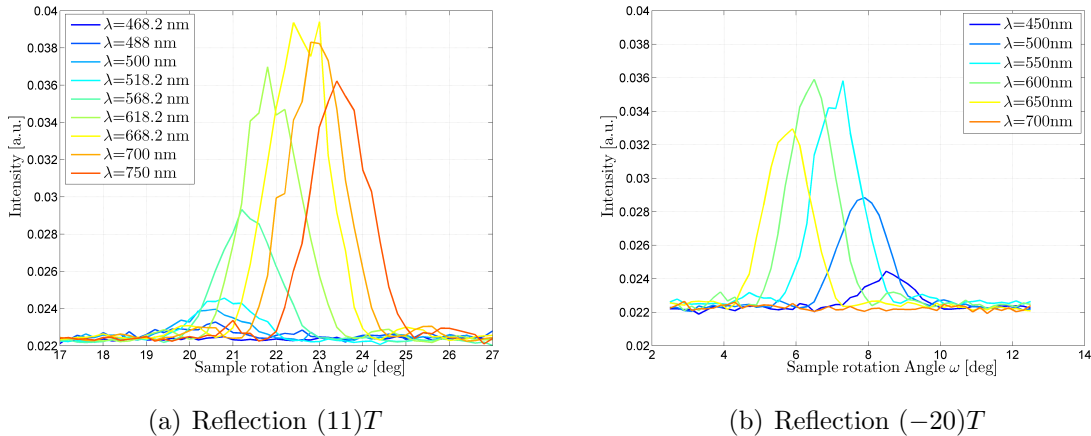 0.04
0.038
0.036
0.034
0.032
0.03
0.028
0.026
0.024
0.022
Intensity [a.u.]
λ=468.2 nm
λ=488 nm
λ=500 nm
λ=518.2 nm
λ=568.2 nm
λ=618.2 nm
λ=668.2 nm
λ=700 nm
λ=750 nm
17 18 19 20 21 22 23 24 25 26 27
Sample rotation Angle ω [deg]
(a) Reflection (11)T
0.04
0.038
0.036
0.034
0.032
0.03
0.028
0.026
0.024
0.022
0.02
Intensity [a.u.]
λ=450nm
λ=500nm
λ=550nm
λ=600nm
λ=650nm
λ=700nm
2 4 6 8 10 12 14
Sample rotation Angle ω [deg]
(b) Reflection (−20)T